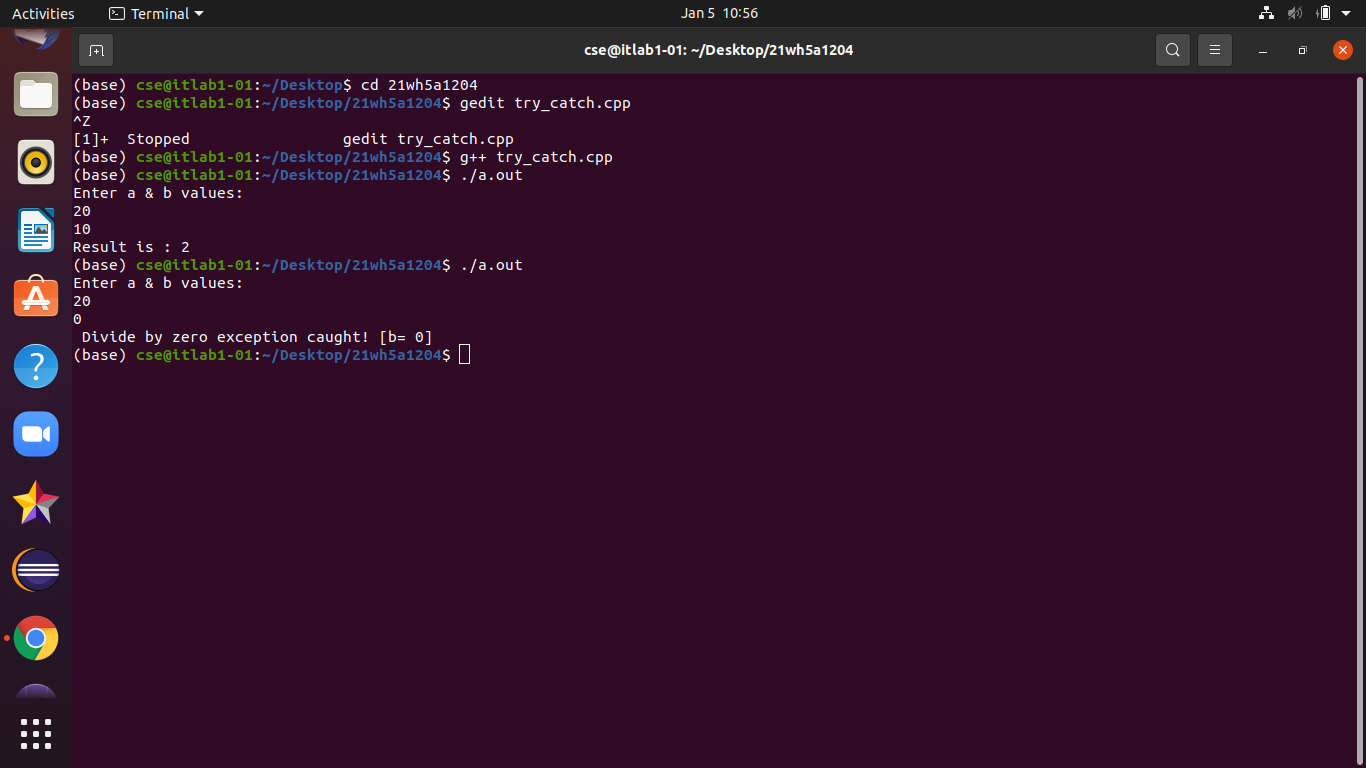 Activities Terminal Jan 5 10:56
cse@itlab1-01: ~/Desktop/21wh5a1204
(base) cse@itlab1-01:~/Desktop$ cd 21wh5a1204
(base) cse@itlab1-01:~/Desktop/21wh5a1204$ gedit try_catch.cpp
^Z
[1]+  Stopped                 gedit try_catch.cpp
(base) cse@itlab1-01:~/Desktop/21wh5a1204$ g++ try_catch.cpp
(base) cse@itlab1-01:~/Desktop/21wh5a1204$ ./a.out
Enter a & b values:
20
10
Result is : 2
(base) cse@itlab1-01:~/Desktop/21wh5a1204$ ./a.out
Enter a & b values:
20
0
 Divide by zero exception caught! [b= 0]
(base) cse@itlab1-01:~/Desktop/21wh5a1204$